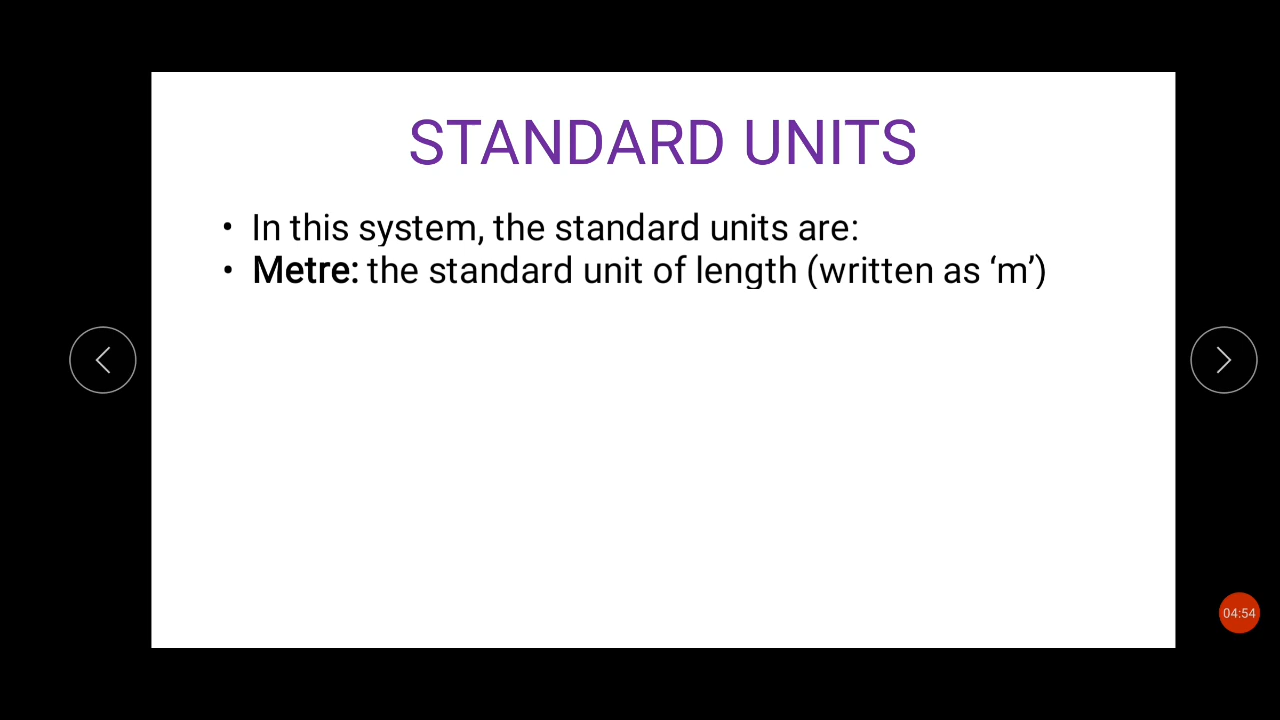 STANDARD UNITS
• In this system, the standard units are:
• Metre: the standard unit of length (written as ‘m’)
04:54